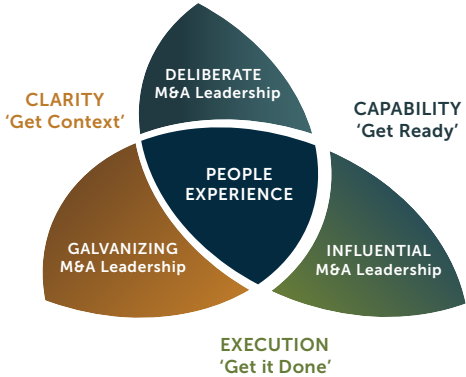 DELIBERATE
M&A Leadership
CLARITY
‘Get Context’
CAPABILITY
‘Get Ready’
PEOPLE
EXPERIENCE
GALVANIZING
M&A Leadership
INFLUENTIAL
M&A Leadership
EXECUTION
‘Get it Done’